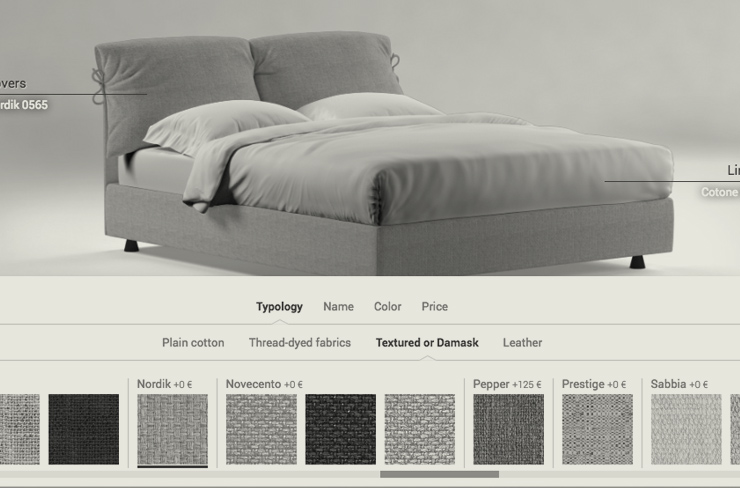 overs
rdik 0565
Lin
Cotone
Typology Name Color Price
Plain cotton Thread-dyed fabrics Textured or Damask Leather
Nordik +0 € Novecento +0 € Pepper +125 € Prestige +0 € Sabbia +0 €